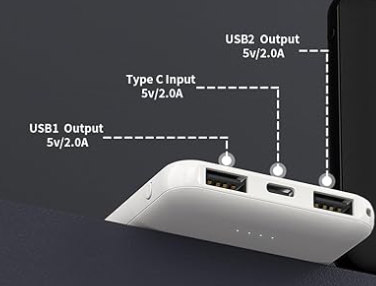 USB2 Output
5v/2.0A
Type C Input
5v/2.0A
USB1 Output
5v/2.0A